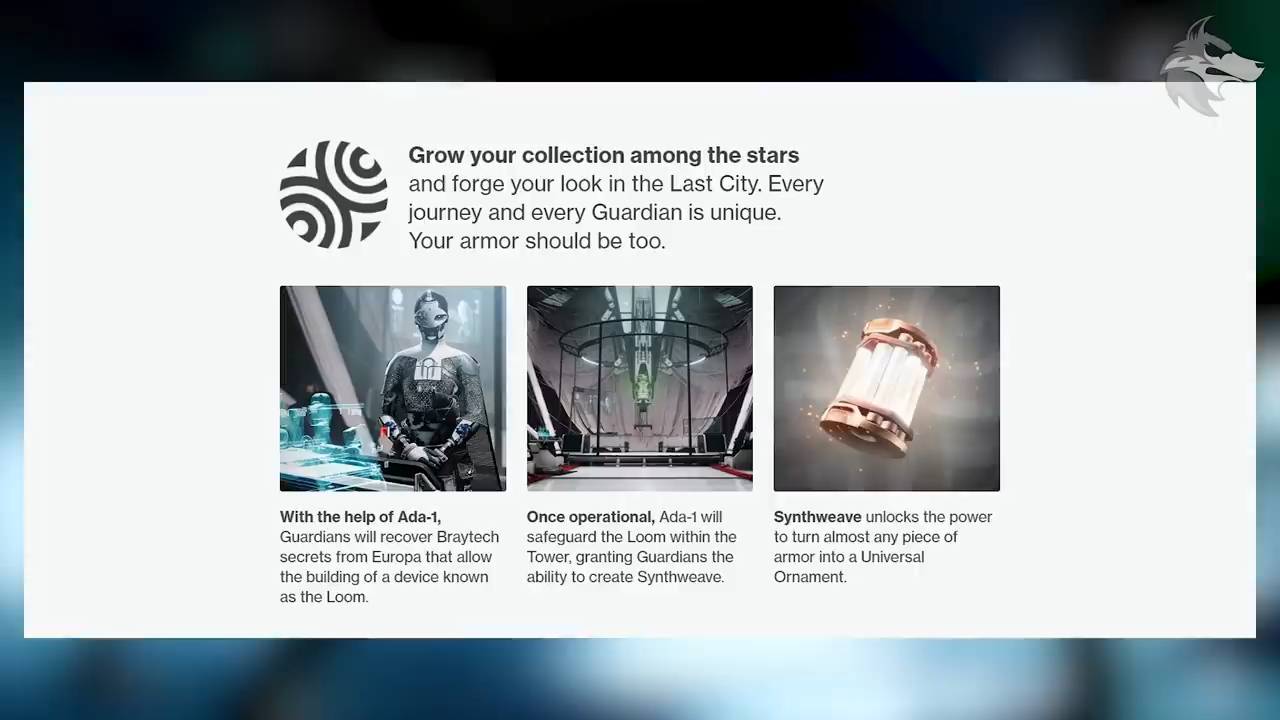 Grow your collection among the stars
and forge your look in the Last City. Every
journey and every Guardian is unique.
Your armor should be too.
With the help of Ada-1,
Guardians will recover Braytech
secrets from Europa that allow
the building of a device known
as the Loom.
Once operational, Ada-1 will
safeguard the Loom within the
Tower, granting Guardians the
ability to create Synthweave.
Synthweave unlocks the power
to turn almost any piece of
armor into a Universal
Ornament.